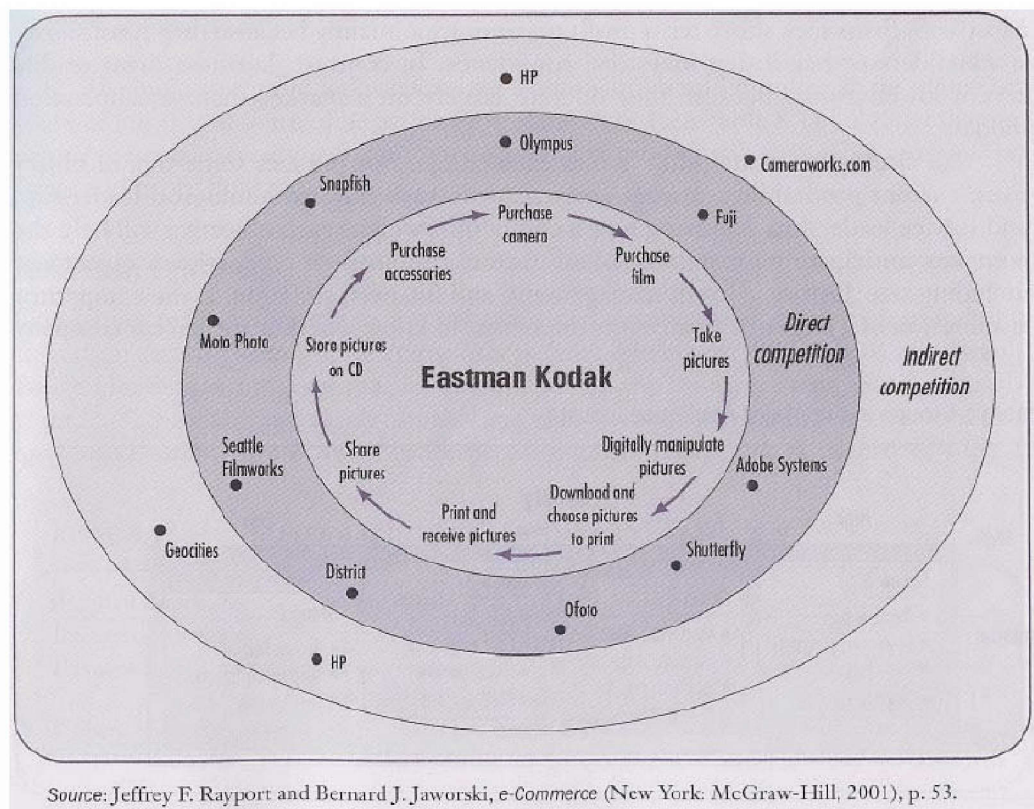 HP
Olympus
Cameraworks.com
Snapfish
Fuji
Purchase
camera
Purchase
accessories
Purchase
film
Moto Photo
Store pictures
on CD
Take
pictures
Direct
competition
Indirect
competition
Eastman Kodak
Seattle
Filmworks
Share
pictures
Digitally manipulate
pictures
Adobe Systems
Print and
receive pictures
Download and
choose pictures
to print
Geocities
District
Shutterfly
Ofoto
HP
Source: Jeffrey F. Rayport and Bernard J. Jaworski, e-Commerce (New York: McGraw-Hill, 2001), p. 53.